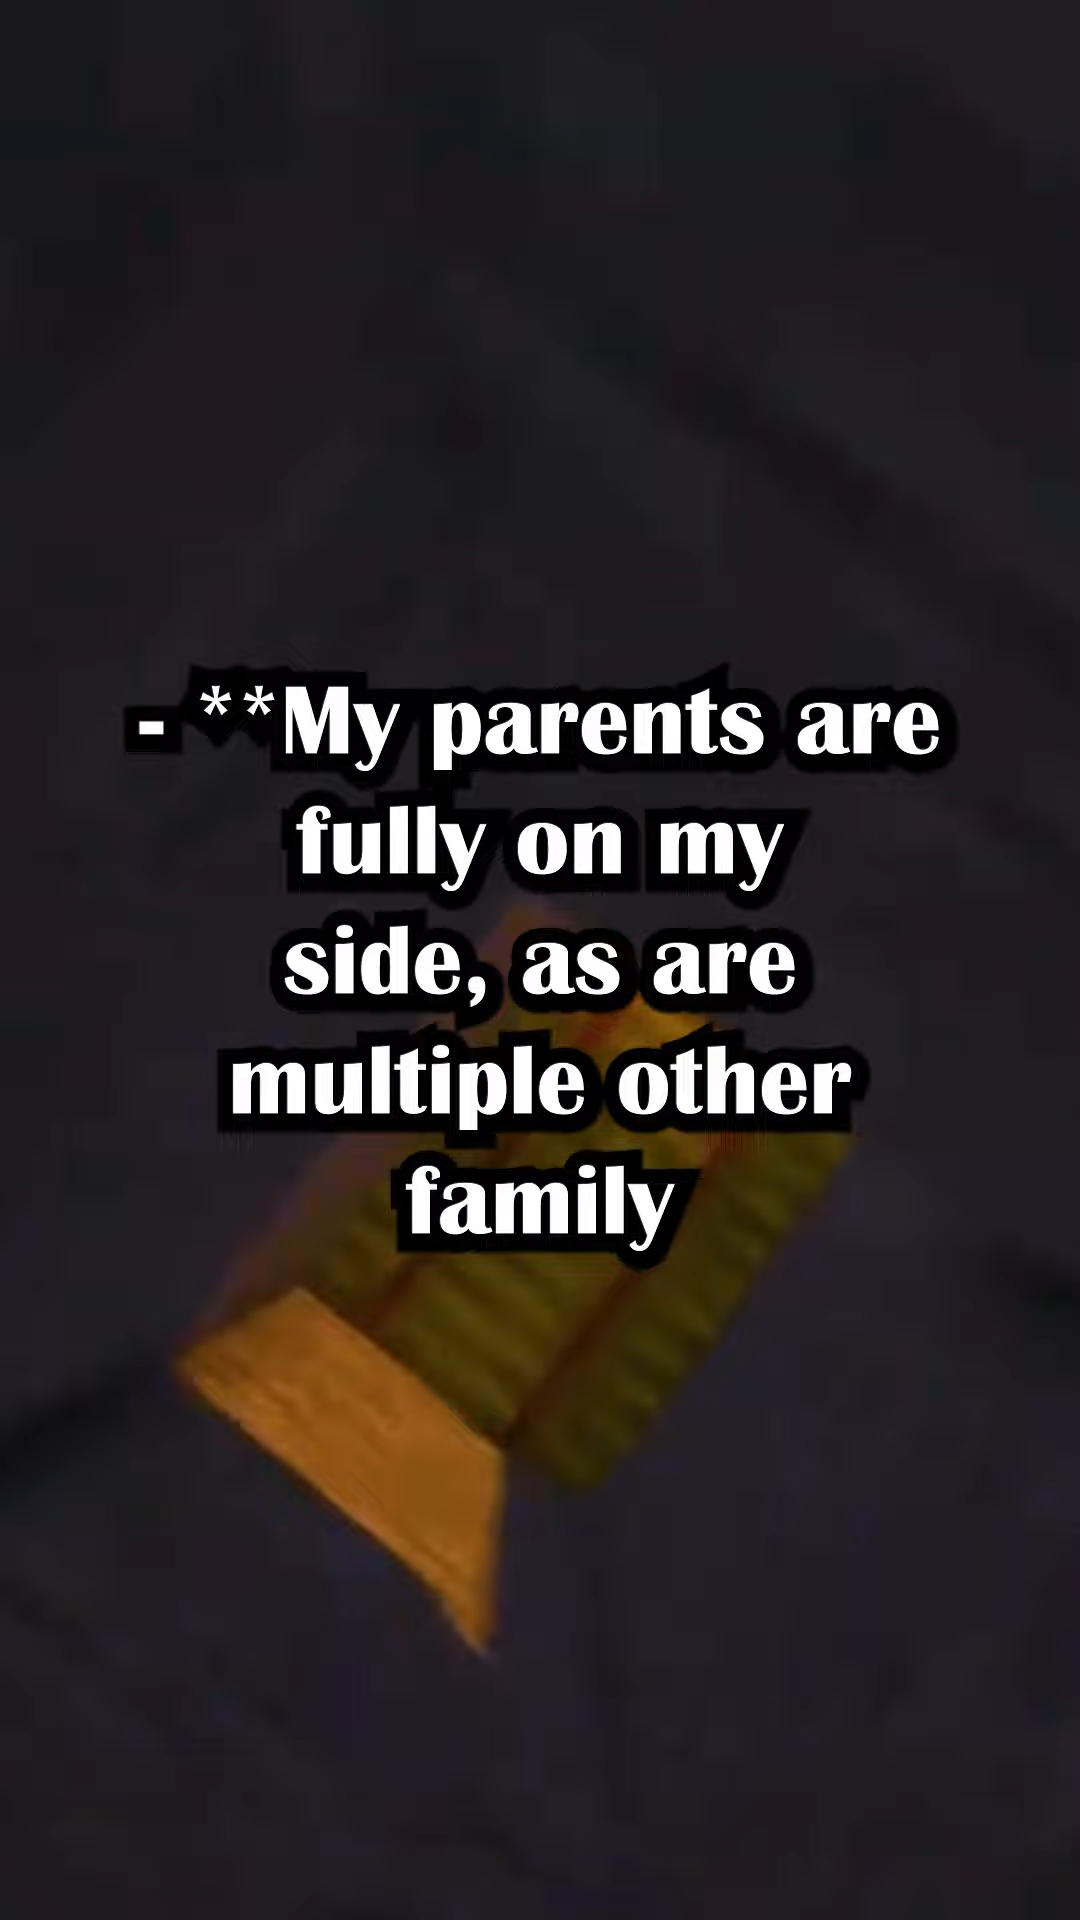 - **My parents are
fully on my
side, as are
multiple other
family